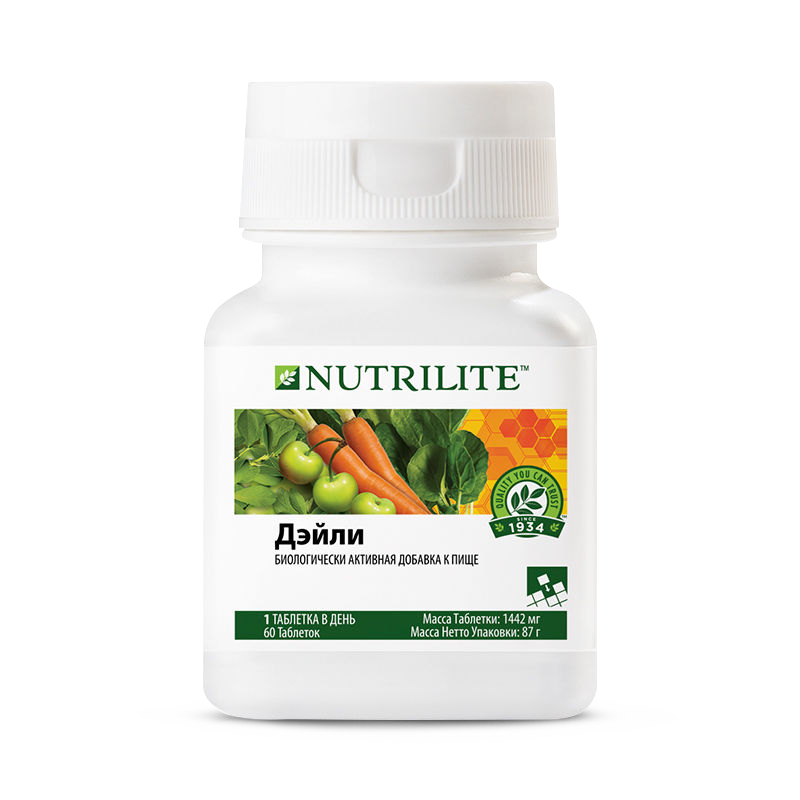 NUTRILITE™
QUALITY YOU CAN TRUST
SINCE
1934
Дэйли
БИОЛОГИЧЕСКИ АКТИВНАЯ ДОБАВКА К ПИЩЕ
1 ТАБЛЕТКА В ДЕНЬ
60 Таблеток
Масса Таблетки: 1442 мг
Масса Нетто Упаковки: 87 г